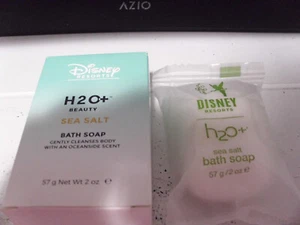 AZIO
Disney
RESORTS
H2O+
BEAUTY
SEA SALT
BATH SOAP
GENTLY CLEANSES BODY
WITH AN OCEANSIDE SCENT
57 g Net Wt 2 oz e
DISNEY
RESORTS
h2o+
sea salt
bath soap
57 g/2 oz e